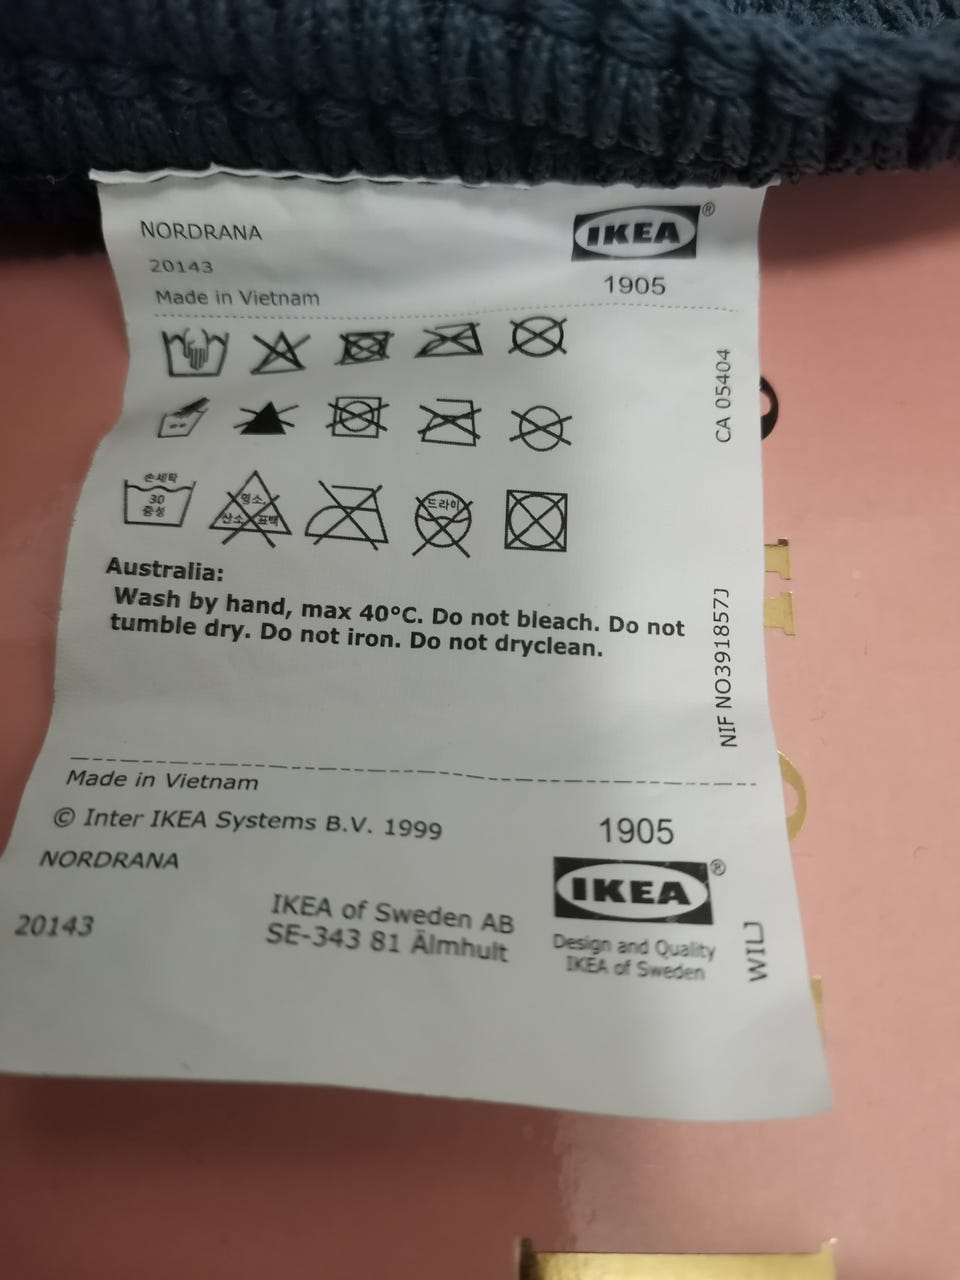 NORDRANA
IKEA®
20143
1905
Made in Vietnam
CA 05404
손세탁
30
중성
염소,
산소 표백
드라이
Australia:
Wash by hand, max 40°C. Do not bleach. Do not
tumble dry. Do not iron. Do not dryclean.
NIF NO391857J
Made in Vietnam
© Inter IKEA Systems B.V. 1999
1905
NORDRANA
IKEA®
20143
IKEA of Sweden AB
SE-343 81 Älmhult
Design and Quality
IKEA of Sweden
WILJ